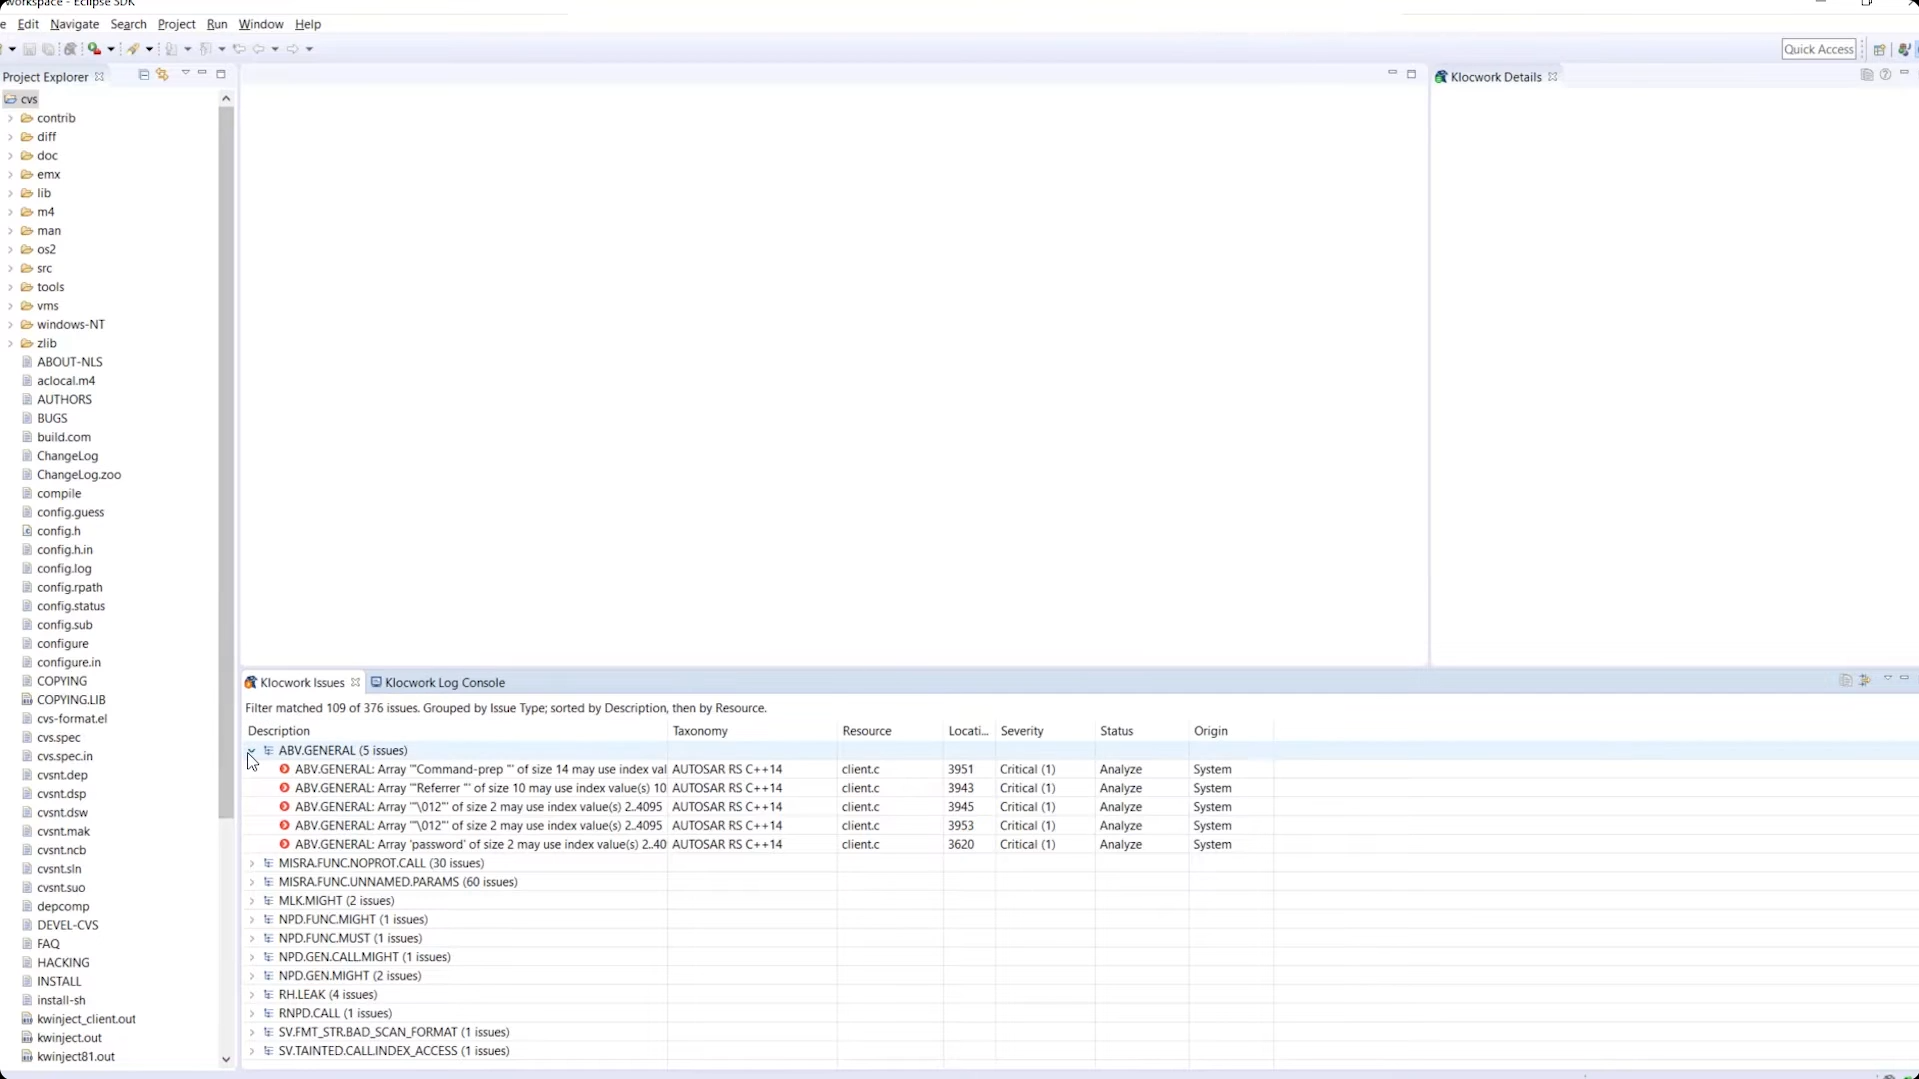 workspace - Eclipse SDK
e Edit Navigate Search Project Run Window Help
Quick Access
Project Explorer
cvs
contrib
diff
doc
emx
lib
m4
man
os2
src
tools
vms
windows-NT
zlib
ABOUT-NLS
aclocal.m4
AUTHORS
BUGS
build.com
ChangeLog
ChangeLog.zoo
compile
config.guess
config.h
config.h.in
config.log
config.rpath
config.status
config.sub
configure
configure.in
COPYING
COPYING.LIB
cvs-format.el
cvs.spec
cvs.spec.in
cvsnt.dep
cvsnt.dsp
cvsnt.dsw
cvsnt.mak
cvsnt.ncb
cvsnt.sln
cvsnt.suo
depcomp
DEVEL-CVS
FAQ
HACKING
INSTALL
install-sh
kwinject_client.out
kwinject.out
kwinject81.out
Klocwork Details
Klocwork Issues Klocwork Log Console
Filter matched 109 of 376 issues. Grouped by Issue Type; sorted by Description, then by Resource.
Description Taxonomy Resource Locati... Severity Status Origin
ABV.GENERAL (5 issues)
ABV.GENERAL: Array '"Command-prep "' of size 14 may use index val AUTOSAR RS C++14 client.c 3951 Critical (1) Analyze System
ABV.GENERAL: Array '"Referrer "' of size 10 may use index value(s) 10 AUTOSAR RS C++14 client.c 3943 Critical (1) Analyze System
ABV.GENERAL: Array '"\012"' of size 2 may use index value(s) 2..4095 AUTOSAR RS C++14 client.c 3945 Critical (1) Analyze System
ABV.GENERAL: Array '"\012"' of size 2 may use index value(s) 2..4095 AUTOSAR RS C++14 client.c 3953 Critical (1) Analyze System
ABV.GENERAL: Array 'password' of size 2 may use index value(s) 2..40 AUTOSAR RS C++14 client.c 3620 Critical (1) Analyze System
MISRA.FUNC.NOPROT.CALL (30 issues)
MISRA.FUNC.UNNAMED.PARAMS (60 issues)
MLK.MIGHT (2 issues)
NPD.FUNC.MIGHT (1 issues)
NPD.FUNC.MUST (1 issues)
NPD.GEN.CALL.MIGHT (1 issues)
NPD.GEN.MIGHT (2 issues)
RH.LEAK (4 issues)
RNPD.CALL (1 issues)
SV.FMT_STR.BAD_SCAN_FORMAT (1 issues)
SV.TAINTED.CALL.INDEX_ACCESS (1 issues)